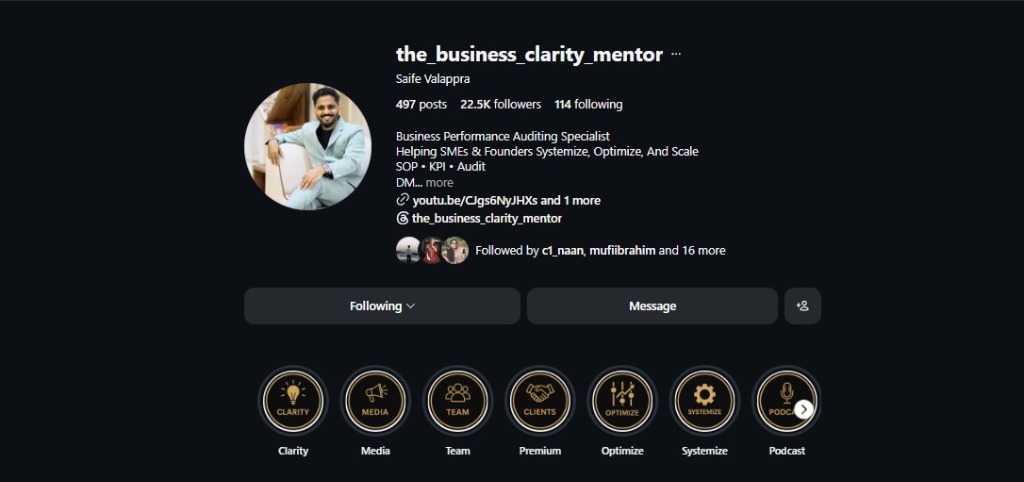 the_business_clarity_mentor ...
Saife Valappra
497 posts 22.5K followers 114 following
Business Performance Auditing Specialist
Helping SMEs & Founders Systemize, Optimize, And Scale
SOP • KPI • Audit
DM... more
youtu.be/CJgs6NyJHXs and 1 more
the_business_clarity_mentor
Followed by c1_naan, mufiibrahim and 16 more
Following Message
CLARITY MEDIA TEAM CLIENTS OPTIMIZE SYSTEMIZE
Clarity Media Team Premium Optimize Systemize Podcast